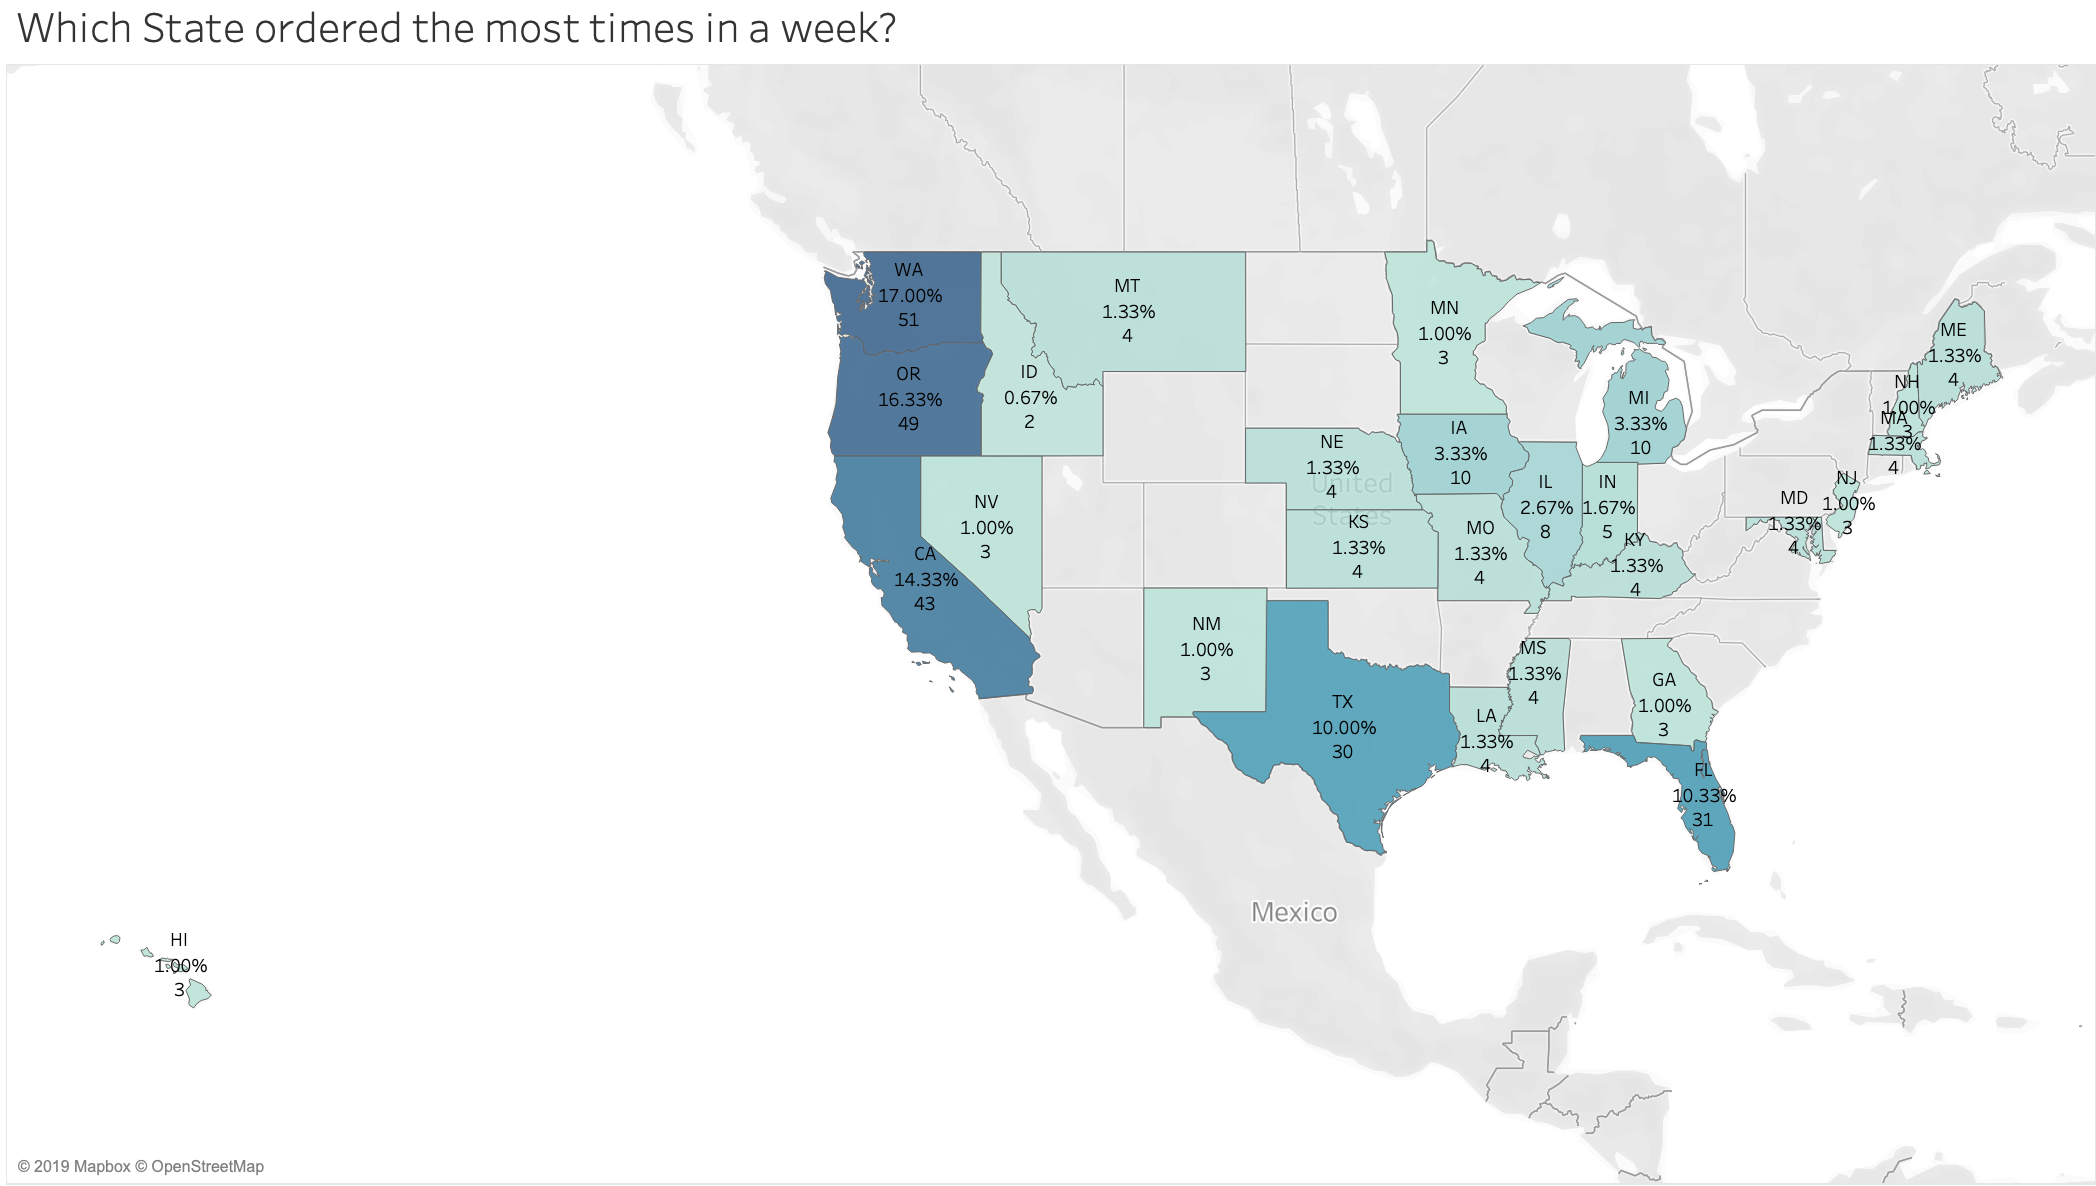 Which State ordered the most times in a week?
WA
17.00%
51
OR
16.33%
49
ID
0.67%
2
MT
1.33%
4
MN
1.00%
3
MI
3.33%
10
ME
1.33%
4
NH
1.00%
3
MA
1.33%
4
NJ
1.00%
3
MD
1.33%
4
CA
14.33%
43
NV
1.00%
3
NE
1.33%
4
United
States
KS
1.33%
4
IA
3.33%
10
MO
1.33%
4
IL
2.67%
8
IN
1.67%
5
KY
1.33%
4
NM
1.00%
3
TX
10.00%
30
LA
1.33%
4
MS
1.33%
4
GA
1.00%
3
FL
10.33%
31
Mexico
HI
1.00%
3
© 2019 Mapbox © OpenStreetMap